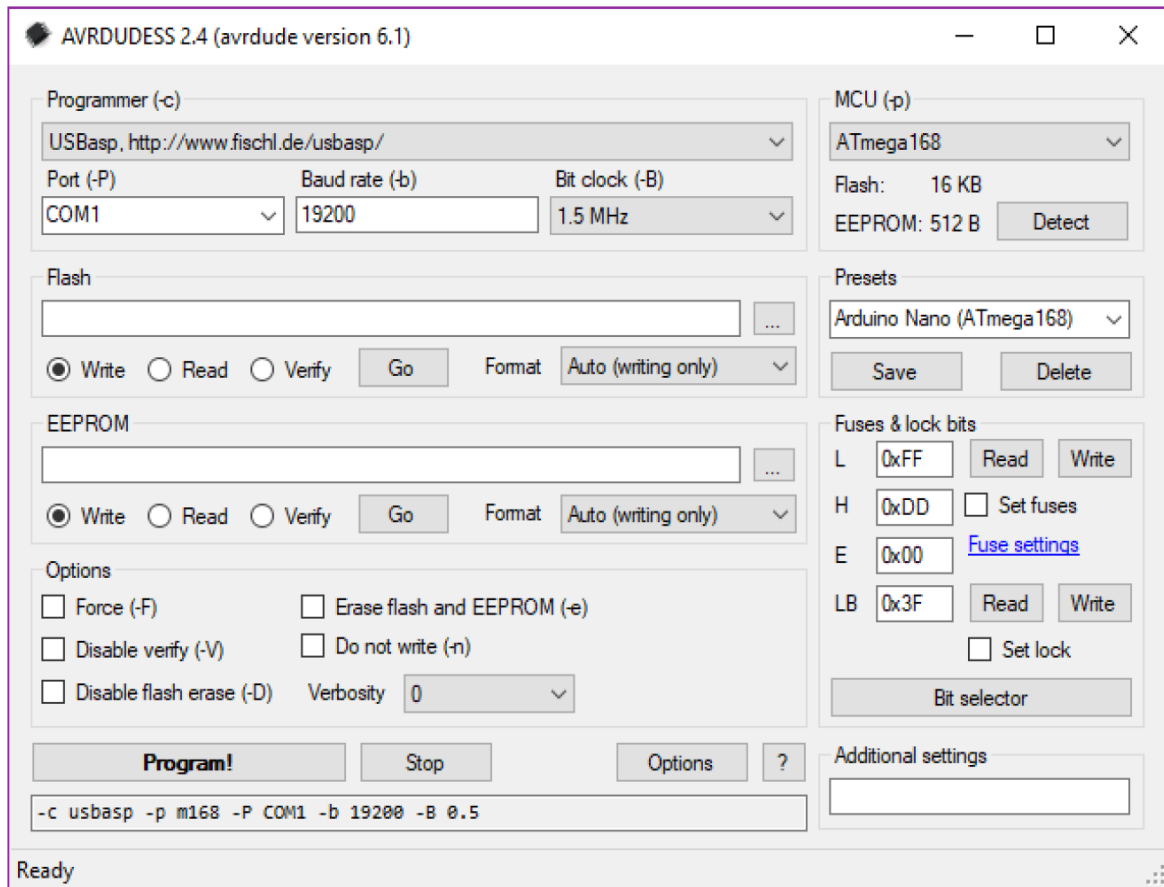 AVRDUDESS 2.4 (avrdude version 6.1)
Programmer (-c)
USBasp, http://www.fischl.de/usbasp/
Port (-P) Baud rate (-b) Bit clock (-B)
COM1 19200 1.5 MHz
MCU (-p)
ATmega168
Flash: 16 KB
EEPROM: 512 B Detect
Flash
...
Write Read Verify Go Format Auto (writing only)
Presets
Arduino Nano (ATmega168)
Save Delete
EEPROM
...
Write Read Verify Go Format Auto (writing only)
Fuses & lock bits
L 0xFF Read Write
H 0xDD Set fuses
E 0x00 Fuse settings
LB 0x3F Read Write
Set lock
Bit selector
Options
Force (-F) Erase flash and EEPROM (-e)
Disable verify (-V) Do not write (-n)
Disable flash erase (-D) Verbosity 0
Program! Stop Options ?
Additional settings
-c usbasp -p m168 -P COM1 -b 19200 -B 0.5
Ready